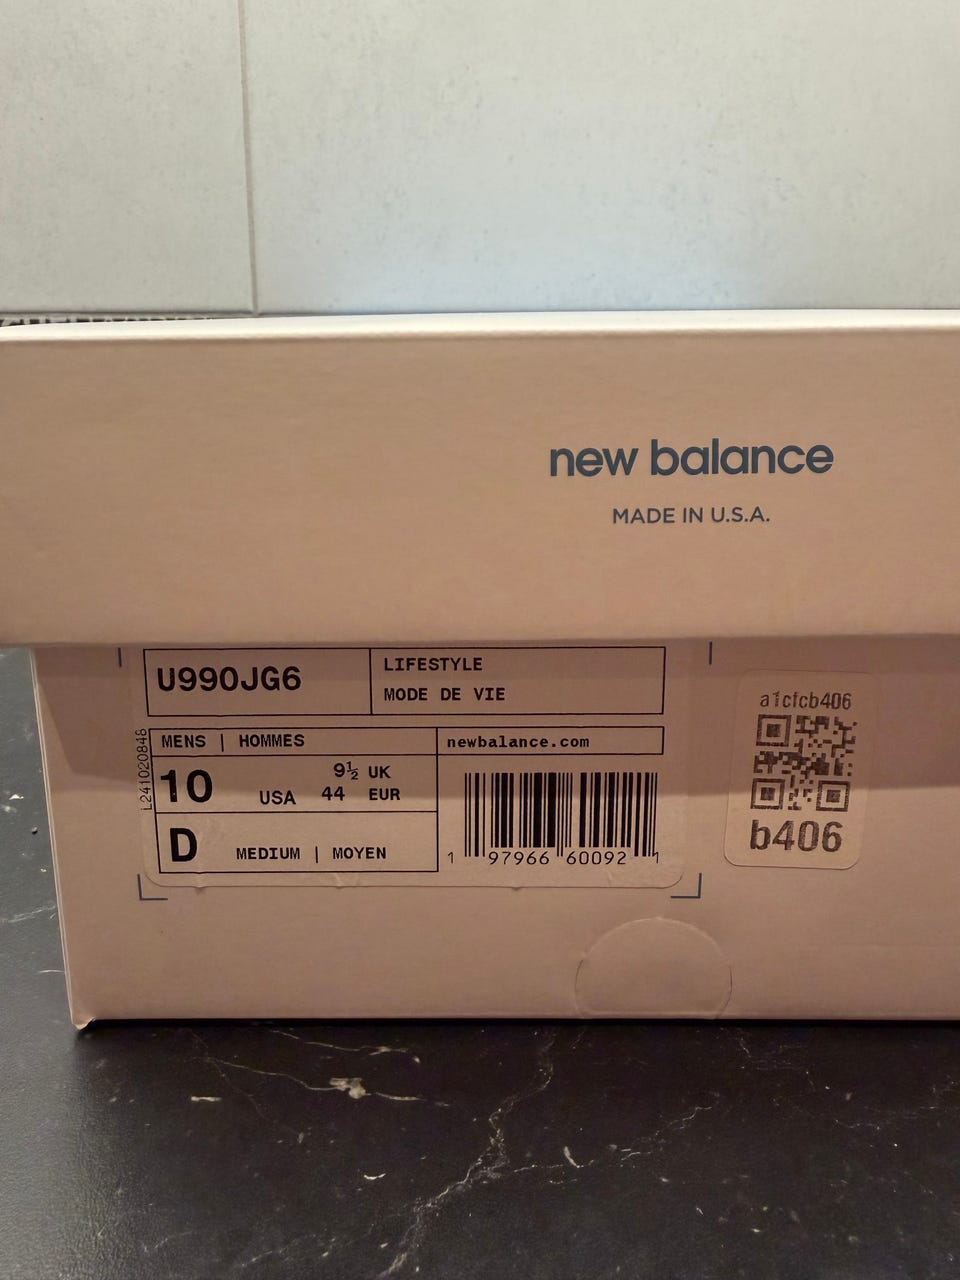 new balance
MADE IN U.S.A.
U990JG6
LIFESTYLE
MODE DE VIE
MENS | HOMMES
newbalance.com
10 USA
9½ UK
44 EUR
D MEDIUM | MOYEN
L241020848
1 97966 60092 1
a1cfcb406
b406